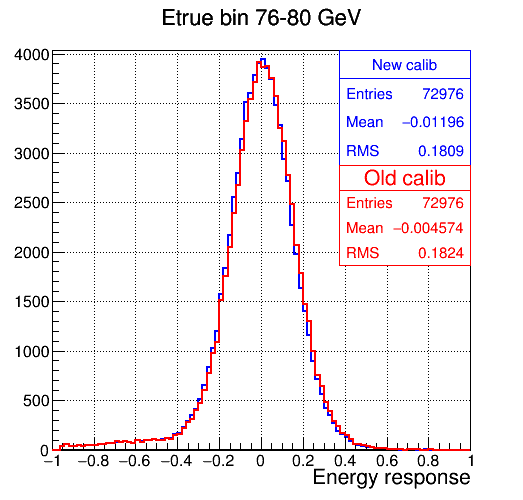 Etrue bin 76-80 GeV
New calib
Entries 72976
Mean −0.01196
RMS 0.1809
Old calib
Entries 72976
Mean −0.004574
RMS 0.1824
4000
3500
3000
2500
2000
1500
1000
500
0
−1 −0.8 −0.6 −0.4 −0.2 0 0.2 0.4 0.6 0.8 1
Energy response